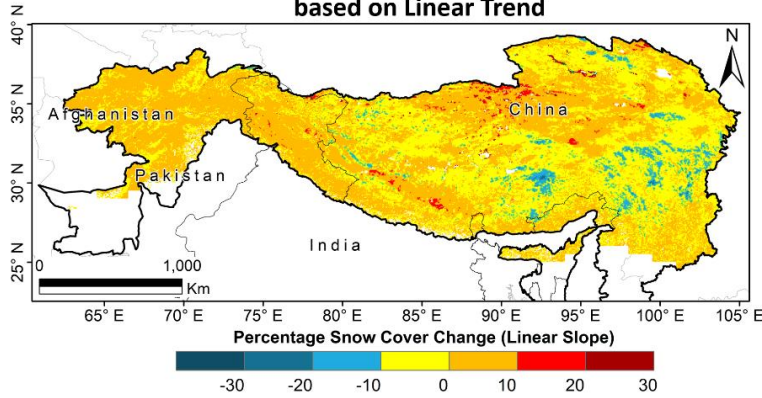 based on Linear Trend
40° N
N
35° N
Afghanistan
China
30° N
Pakistan
India
25° N
0 1,000
Km
65° E 70° E 75° E 80° E 85° E 90° E 95° E 100° E 105° E
Percentage Snow Cover Change (Linear Slope)
-30 -20 -10 0 10 20 30